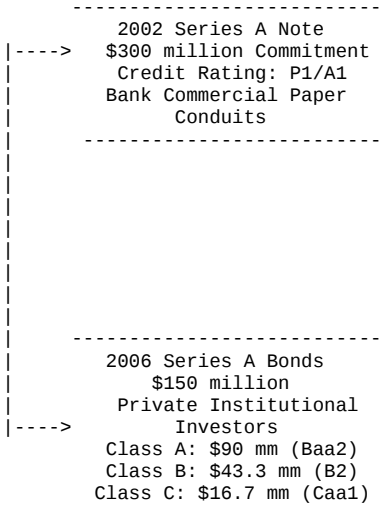 ---------------------------
2002 Series A Note
|----> $300 million Commitment
| Credit Rating: P1/A1
| Bank Commercial Paper
| Conduits
| --------------------------
|
|
|
|
|
|
|
|
|
| ---------------------------
| 2006 Series A Bonds
| $150 million
| Private Institutional
|----> Investors
Class A: $90 mm (Baa2)
Class B: $43.3 mm (B2)
Class C: $16.7 mm (Caa1)